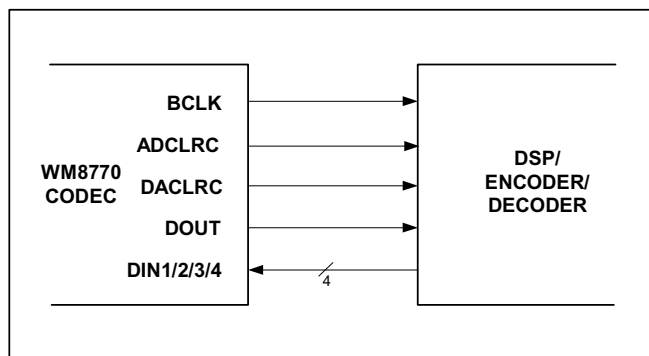 BCLK
ADCLRC
WM8770
CODEC
DACLRC
DOUT
DIN1/2/3/4
4
DSP/
ENCODER/
DECODER